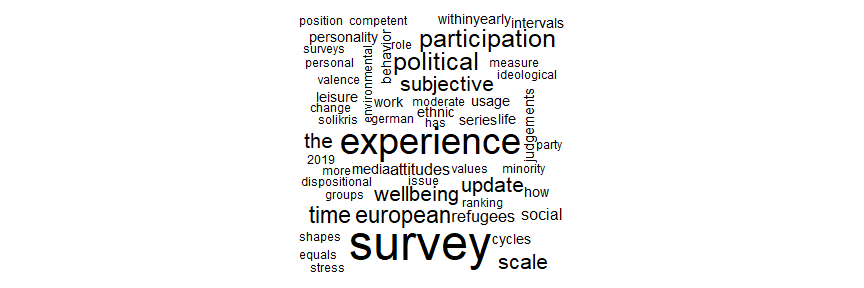 position competent withinyearly intervals
personality role participation
surveys
behavior
environmental
personal political measure
valence subjective ideological
leisure work moderate usage
change ethnic
solikris german has series life
judgements
the experience party
2019
more media attitudes values minority
dispositional issue update
groups wellbeing how
ranking
time european refugees social
shapes survey cycles
equals scale
stress